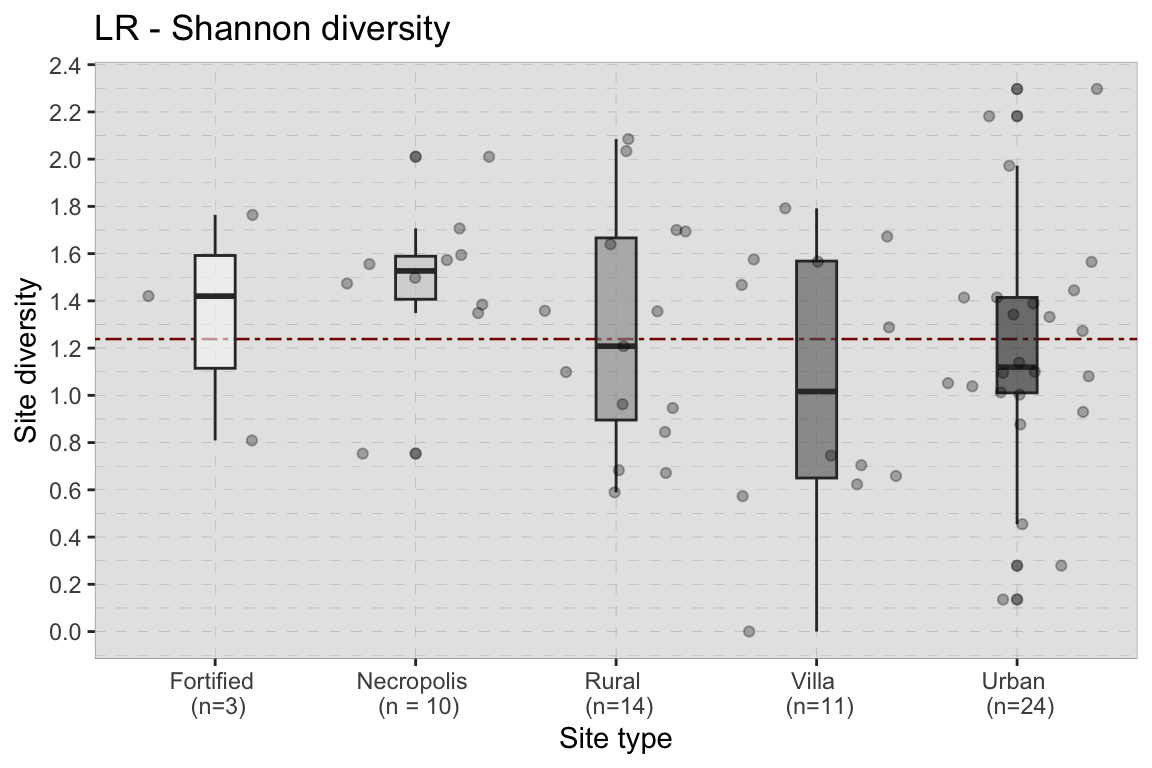 LR - Shannon diversity
Site diversity
2.4
2.2
2.0
1.8
1.6
1.4
1.2
1.0
0.8
0.6
0.4
0.2
0.0
Fortified Necropolis Rural Villa Urban
(n=3) (n = 10) (n=14) (n=11) (n=24)
Site type